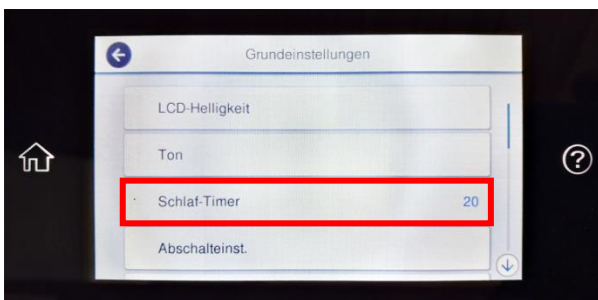 Grundeinstellungen
LCD-Helligkeit
Ton
Schlaf-Timer 20
Abschalteinst.